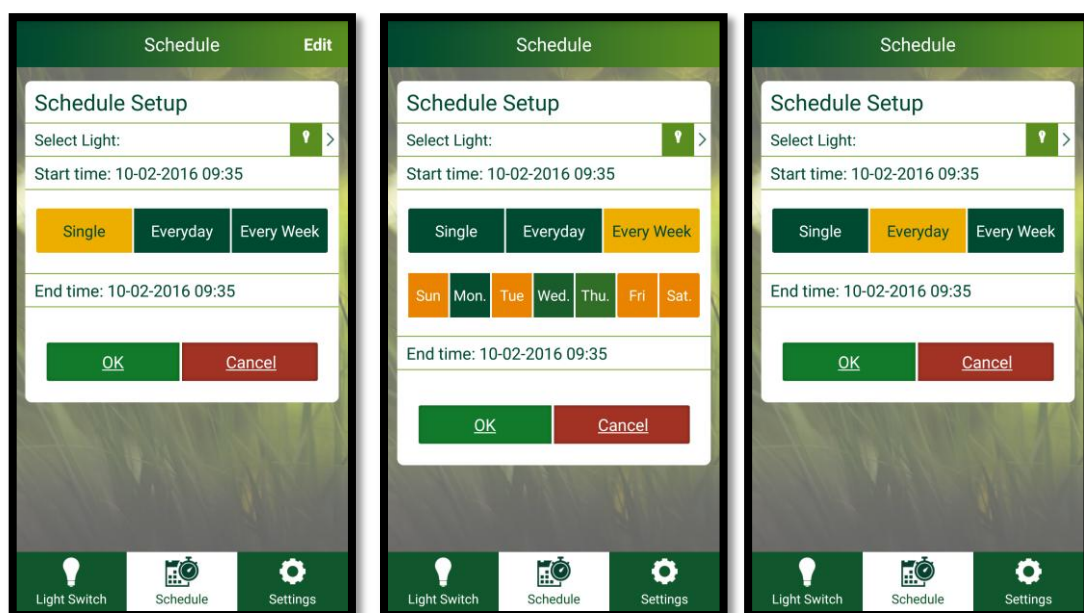 Schedule Edit
Schedule Setup
Select Light:
Start time: 10-02-2016 09:35
Single Everyday Every Week
End time: 10-02-2016 09:35
OK Cancel
Light Switch Schedule Settings
Schedule
Schedule Setup
Select Light:
Start time: 10-02-2016 09:35
Single Everyday Every Week
Sun Mon. Tue Wed. Thu. Fri Sat.
End time: 10-02-2016 09:35
OK Cancel
Light Switch Schedule Settings
Schedule
Schedule Setup
Select Light:
Start time: 10-02-2016 09:35
Single Everyday Every Week
End time: 10-02-2016 09:35
OK Cancel
Light Switch Schedule Settings